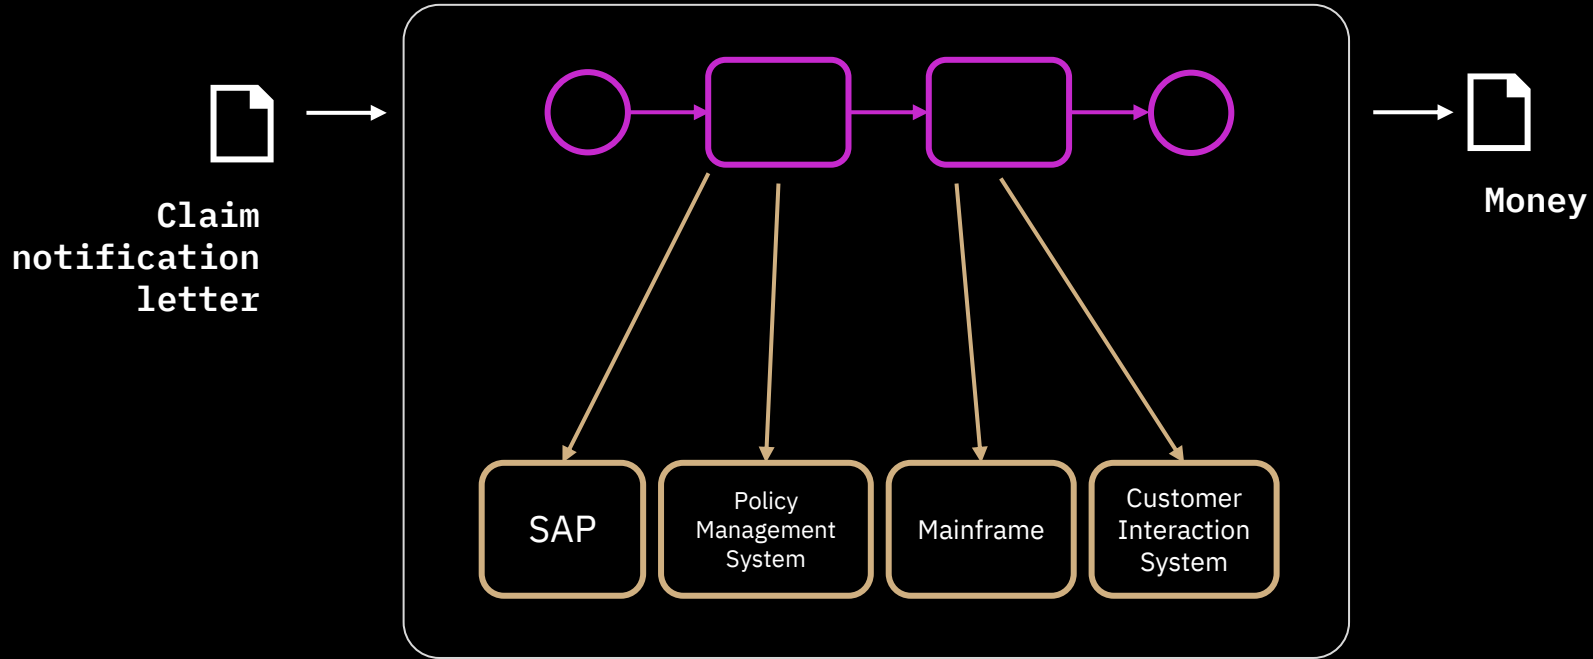 Claim
notification
letter
Money
SAP
Policy
Management
System
Mainframe
Customer
Interaction
System